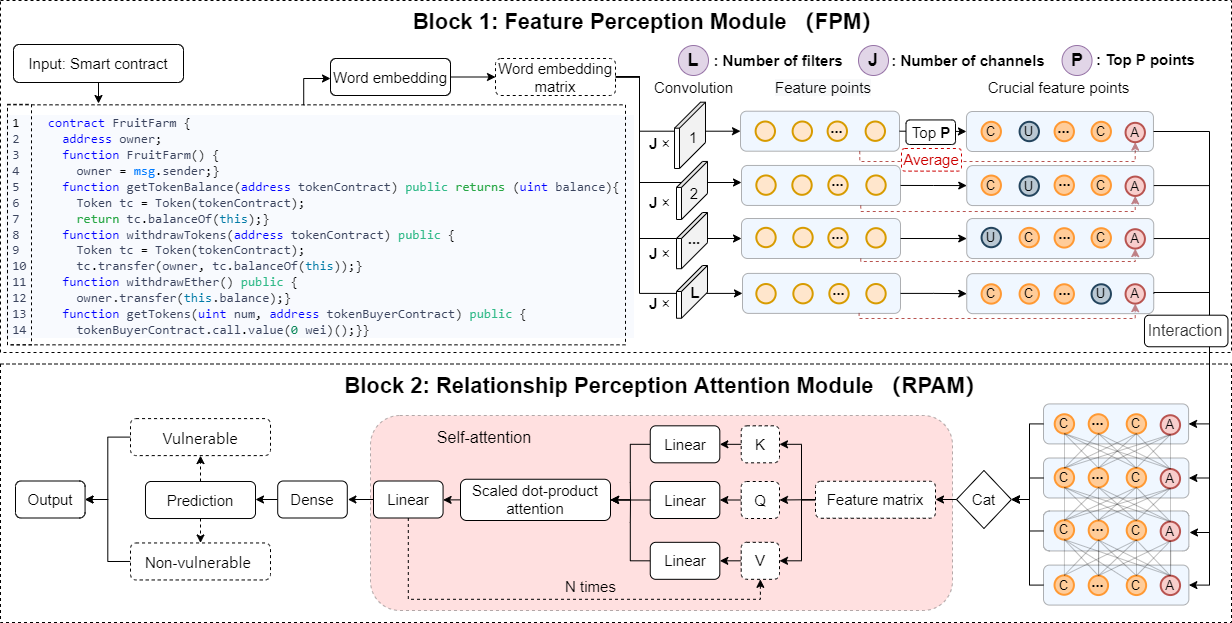 Block 1: Feature Perception Module （FPM）
Input: Smart contract
Word embedding
Word embedding
matrix
L : Number of filters
J : Number of channels
P : Top P points
Convolution
Feature points
Crucial feature points
1 contract FruitFarm {
2 address owner;
3 function FruitFarm() {
4 owner = msg.sender;}
5 function getTokenBalance(address tokenContract) public returns (uint balance){
6 Token tc = Token(tokenContract);
7 return tc.balanceOf(this);}
8 function withdrawTokens(address tokenContract) public {
9 Token tc = Token(tokenContract);
10 tc.transfer(owner, tc.balanceOf(this));}
11 function withdrawEther() public {
12 owner.transfer(this.balance);}
13 function getTokens(uint num, address tokenBuyerContract) public {
14 tokenBuyerContract.call.value(0 wei)();}}
J × 1 ... Top P C U ... C A
Average
J × 2 ... C U ... C A
J × ... ... U C ... C A
J × L ... C C ... U A
Interaction
Block 2: Relationship Perception Attention Module （RPAM）
C ... C A
C ... C A
C ... C A
C ... C A
Cat
Feature matrix
Self-attention
K
Q
V
Linear
Linear
Linear
Scaled dot-product
attention
Linear
N times
Dense
Prediction
Vulnerable
Non-vulnerable
Output